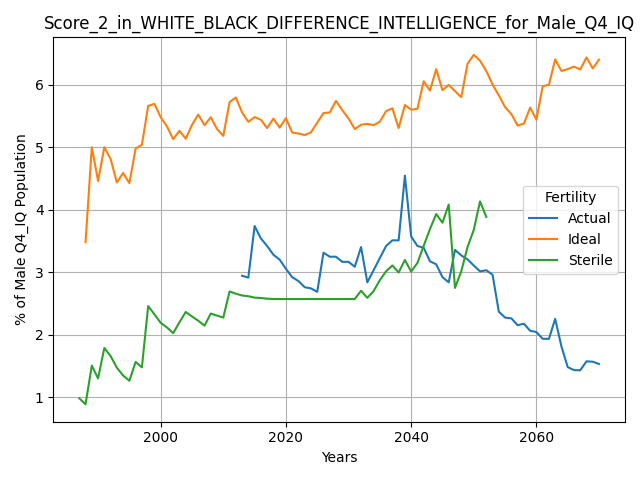 Score_2_in_WHITE_BLACK_DIFFERENCE_INTELLIGENCE_for_Male_Q4_IQ
% of Male Q4_IQ Population
6
5
4
3
2
1
Fertility
Actual
Ideal
Sterile
2000
2020
2040
2060
Years